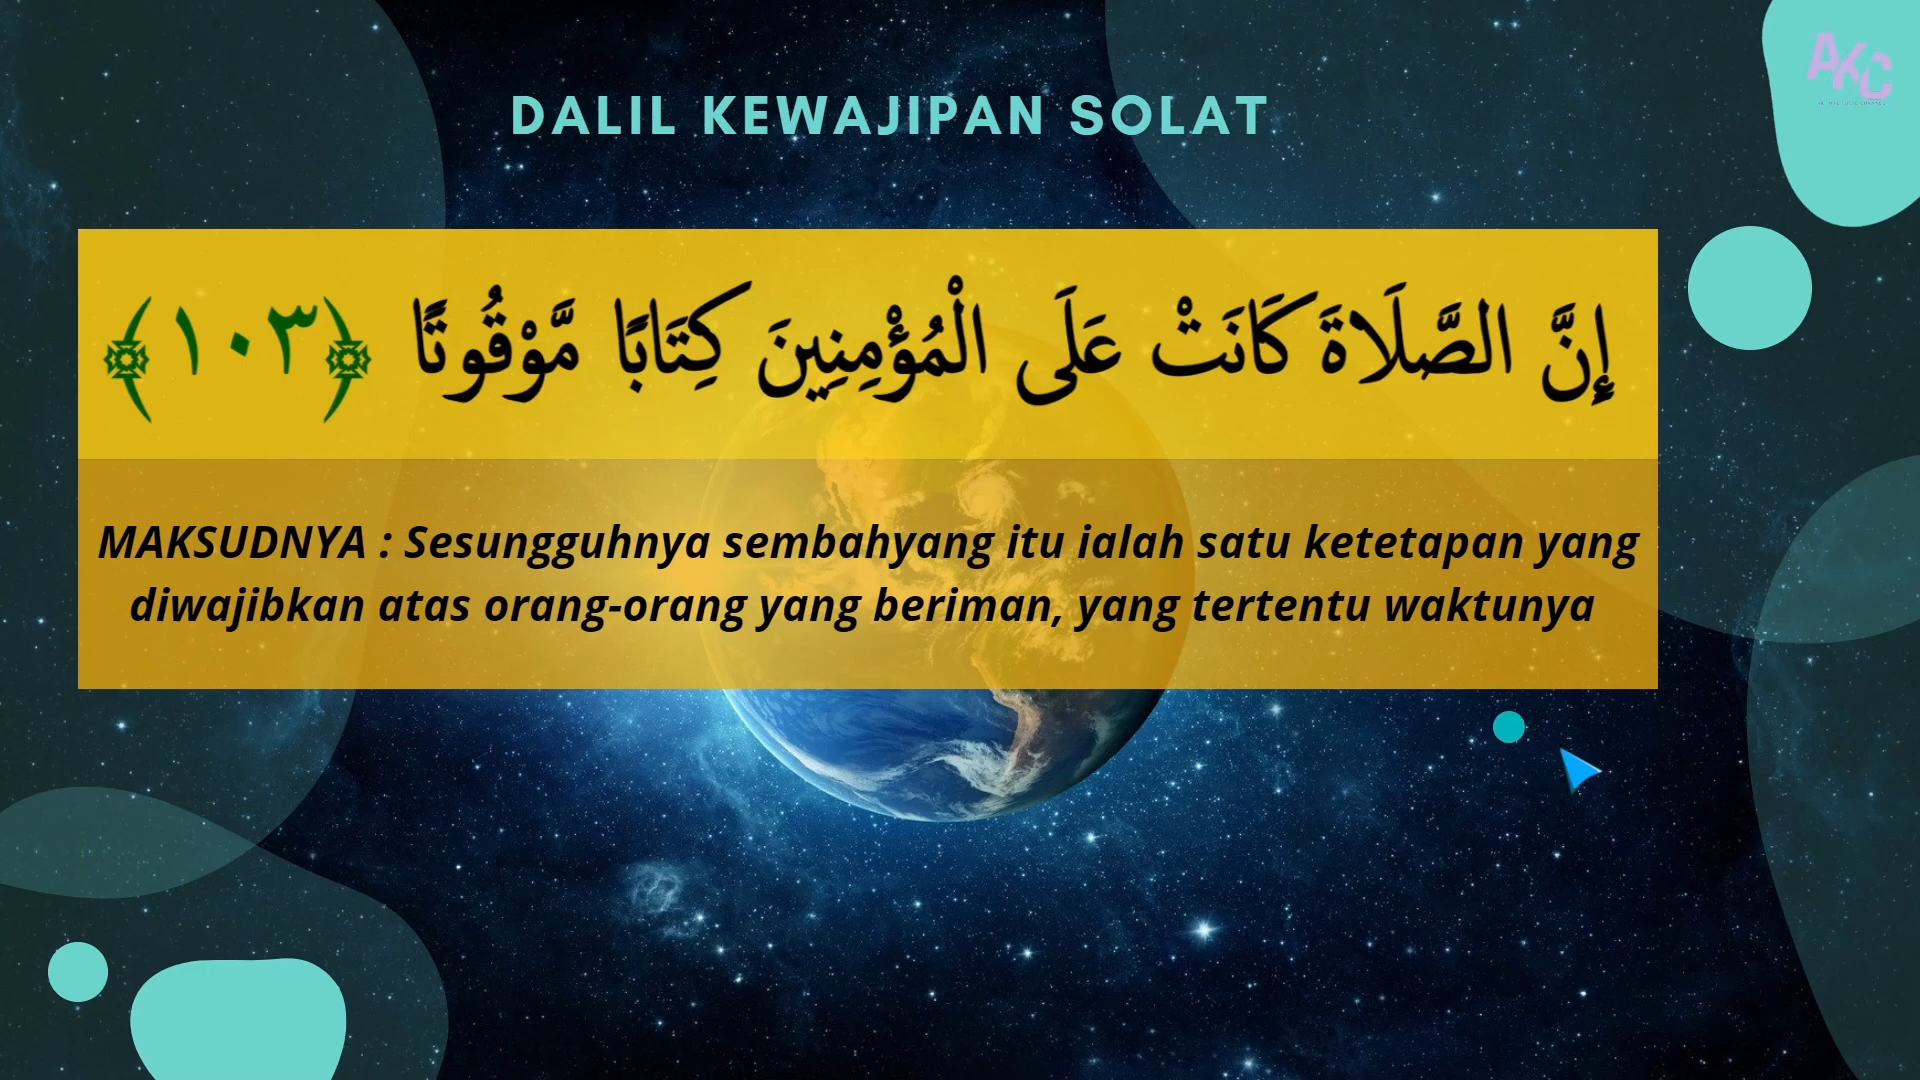 AKC
DALIL KEWAJIPAN SOLAT
إِنَّ الصَّلَاةَ كَانَتْ عَلَى الْمُؤْمِنِينَ كِتَابًا مَّوْقُوتًا ﴿١٠٣﴾
MAKSUDNYA : Sesungguhnya sembahyang itu ialah satu ketetapan yang
diwajibkan atas orang-orang yang beriman, yang tertentu waktunya